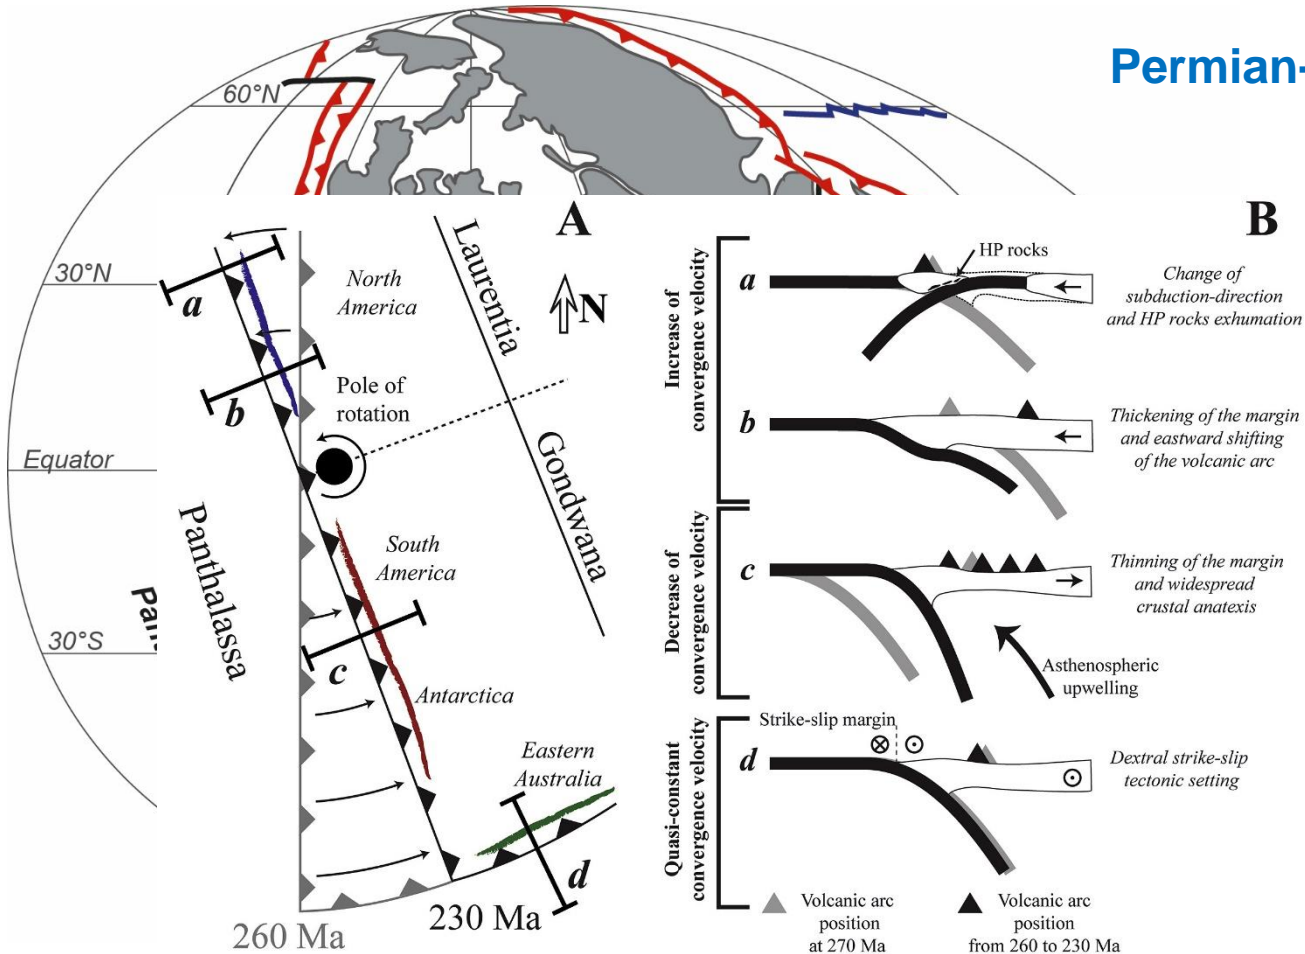 Permian-
60°N
30°N
Equator
30°S
A
Laurentia
Gondwana
N
North
America
a
b
Pole of
rotation
Panthalassa
South
America
c
Antarctica
Eastern
Australia
d
260 Ma
230 Ma
B
Increase of
convergence velocity
a
HP rocks
Change of
subduction-direction
and HP rocks exhumation
b
Thickening of the margin
and eastward shifting
of the volcanic arc
Decrease of
convergence velocity
c
Thinning of the margin
and widespread
crustal anatexis
Asthenospheric
upwelling
Quasi-constant
convergence velocity
Strike-slip margin
d
Dextral strike-slip
tectonic setting
Volcanic arc
position
at 270 Ma
Volcanic arc
position
from 260 to 230 Ma